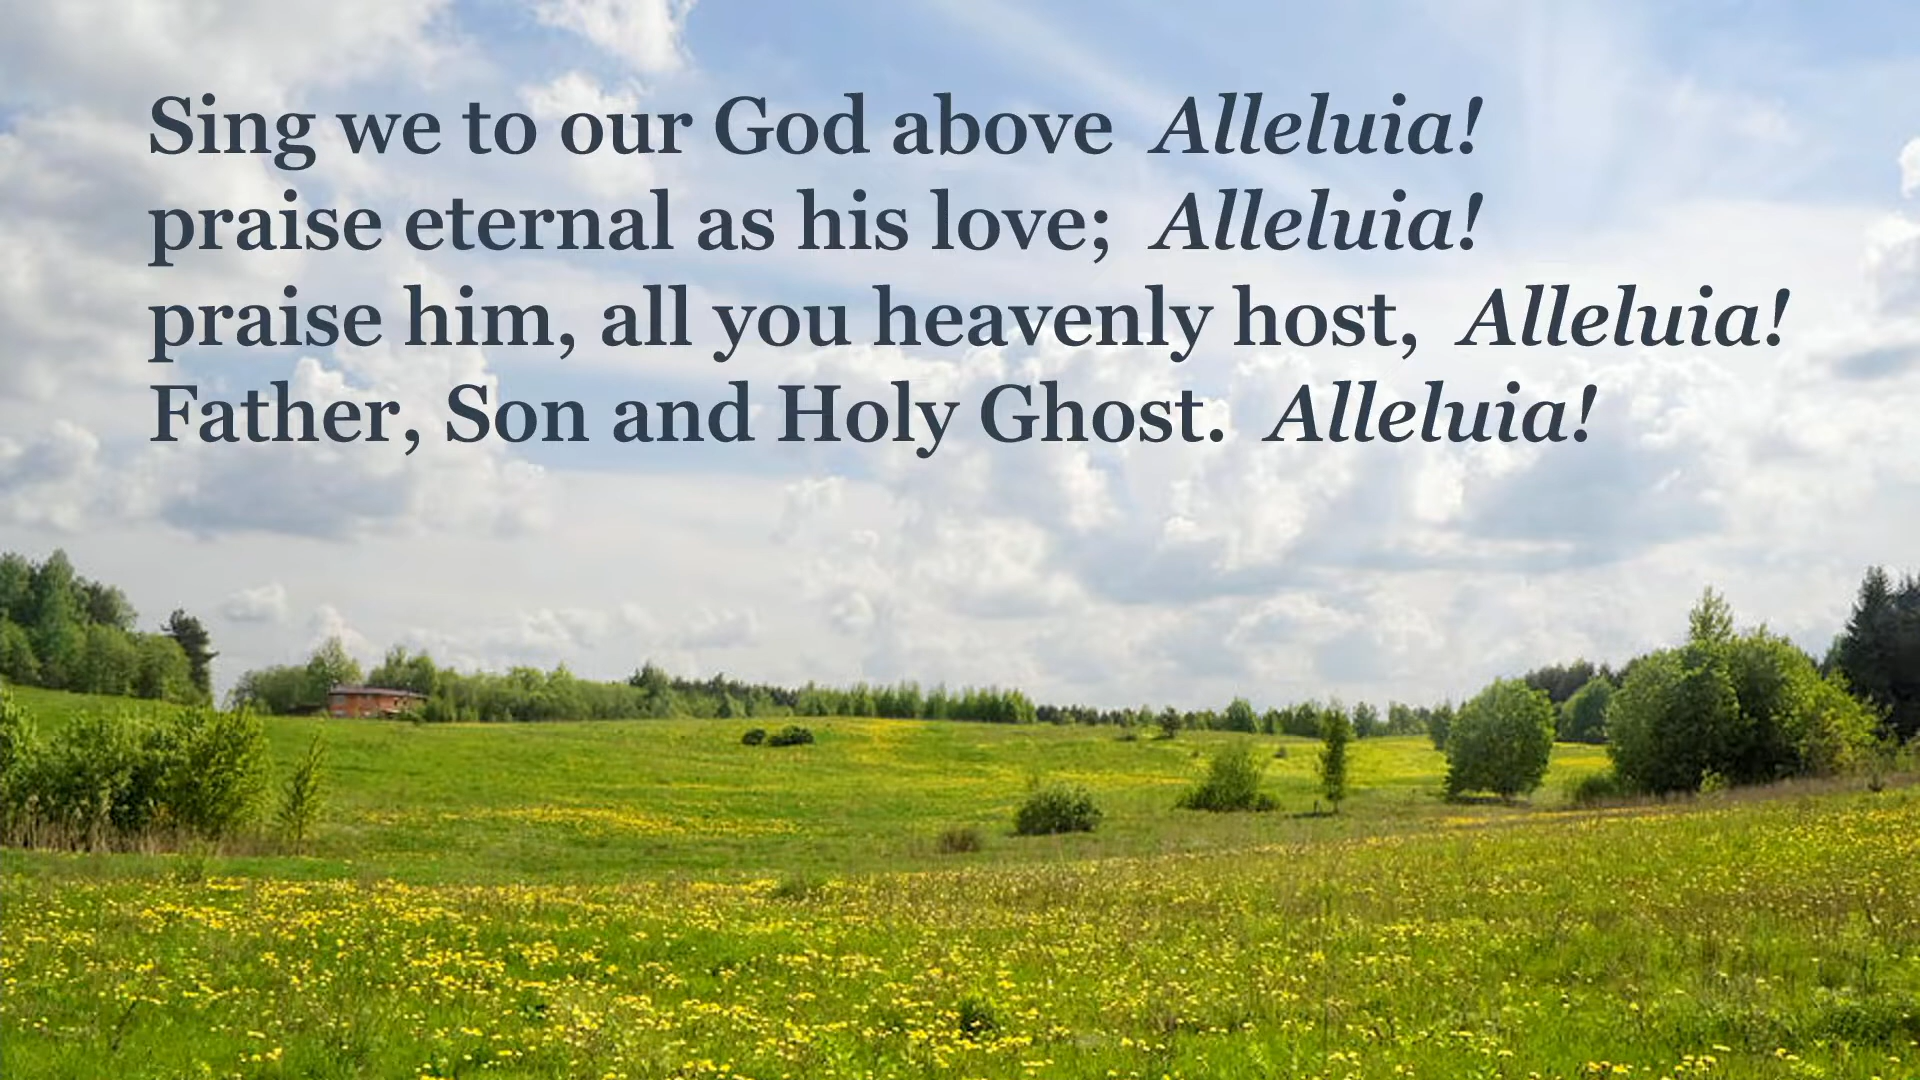 Sing we to our God above Alleluia!
praise eternal as his love; Alleluia!
praise him, all you heavenly host, Alleluia!
Father, Son and Holy Ghost. Alleluia!